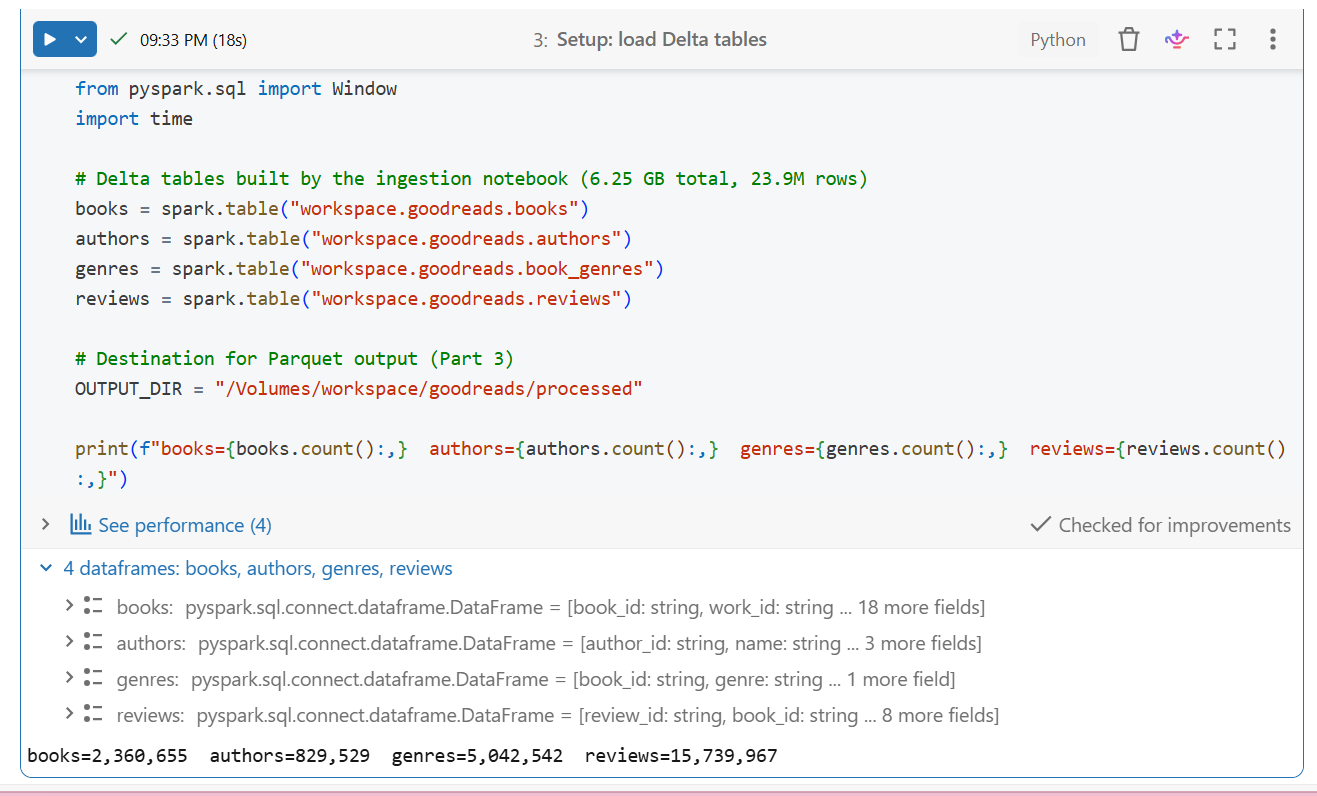 09:33 PM (18s) 3: Setup: load Delta tables Python
from pyspark.sql import Window
import time
# Delta tables built by the ingestion notebook (6.25 GB total, 23.9M rows)
books = spark.table("workspace.goodreads.books")
authors = spark.table("workspace.goodreads.authors")
genres = spark.table("workspace.goodreads.book_genres")
reviews = spark.table("workspace.goodreads.reviews")
# Destination for Parquet output (Part 3)
OUTPUT_DIR = "/Volumes/workspace/goodreads/processed"
print(f"books={books.count():,}  authors={authors.count():,}  genres={genres.count():,}  reviews={reviews.count()
:,}")
See performance (4) Checked for improvements
4 dataframes: books, authors, genres, reviews
books: pyspark.sql.connect.dataframe.DataFrame = [book_id: string, work_id: string ... 18 more fields]
authors: pyspark.sql.connect.dataframe.DataFrame = [author_id: string, name: string ... 3 more fields]
genres: pyspark.sql.connect.dataframe.DataFrame = [book_id: string, genre: string ... 1 more field]
reviews: pyspark.sql.connect.dataframe.DataFrame = [review_id: string, book_id: string ... 8 more fields]
books=2,360,655  authors=829,529  genres=5,042,542  reviews=15,739,967